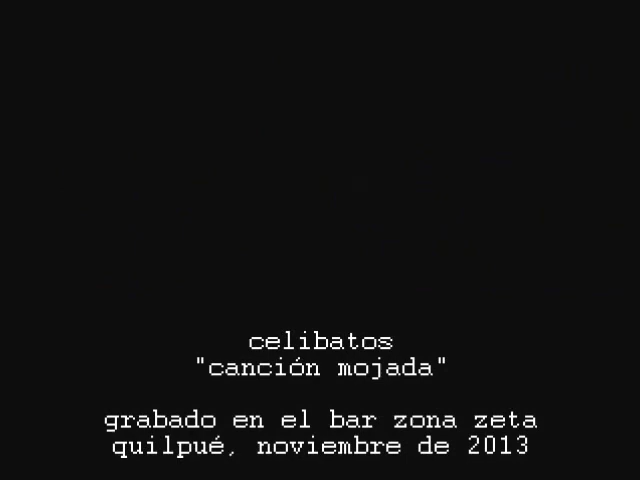 celibatos
"canción mojada"
grabado en el bar zona zeta
quilpué, noviembre de 2013